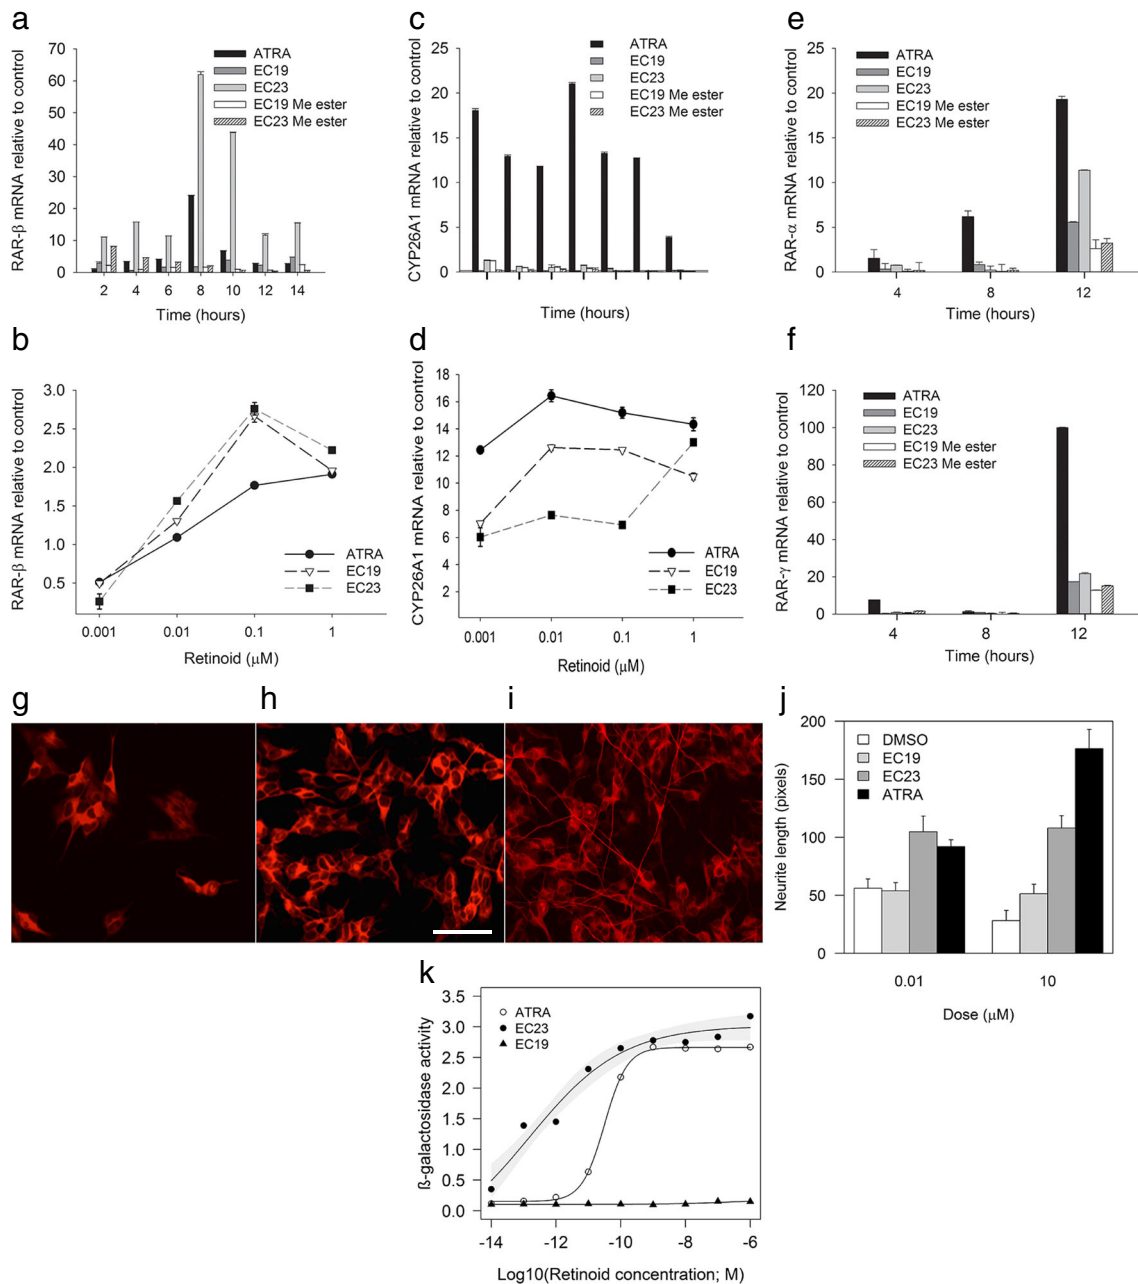 a
RAR-β mRNA relative to control
70
60
50
40
30
20
10
0
ATRA
EC19
EC23
EC19 Me ester
EC23 Me ester
2 4 6 8 10 12 14
Time (hours)
c
CYP26A1 mRNA relative to control
25
20
15
10
5
0
ATRA
EC19
EC23
EC19 Me ester
EC23 Me ester
Time (hours)
e
RAR-α mRNA relative to control
25
20
15
10
5
0
ATRA
EC19
EC23
EC19 Me ester
EC23 Me ester
4 8 12
Time (hours)
b
RAR-β mRNA relative to control
3.0
2.5
2.0
1.5
1.0
0.5
ATRA
EC19
EC23
0.001 0.01 0.1 1
Retinoid (μM)
d
CYP26A1 mRNA relative to control
18
16
14
12
10
8
6
4
2
ATRA
EC19
EC23
0.001 0.01 0.1 1
Retinoid (μM)
f
RAR-γ mRNA relative to control
120
100
80
60
40
20
0
ATRA
EC19
EC23
EC19 Me ester
EC23 Me ester
4 8 12
Time (hours)
g
h
i
j
Neurite length (pixels)
200
150
100
50
0
DMSO
EC19
EC23
ATRA
0.01 10
Dose (μM)
k
ß-galactosidase activity
3.5
3.0
2.5
2.0
1.5
1.0
0.5
0.0
ATRA
EC23
EC19
-14 -12 -10 -8 -6
Log10(Retinoid concentration; M)